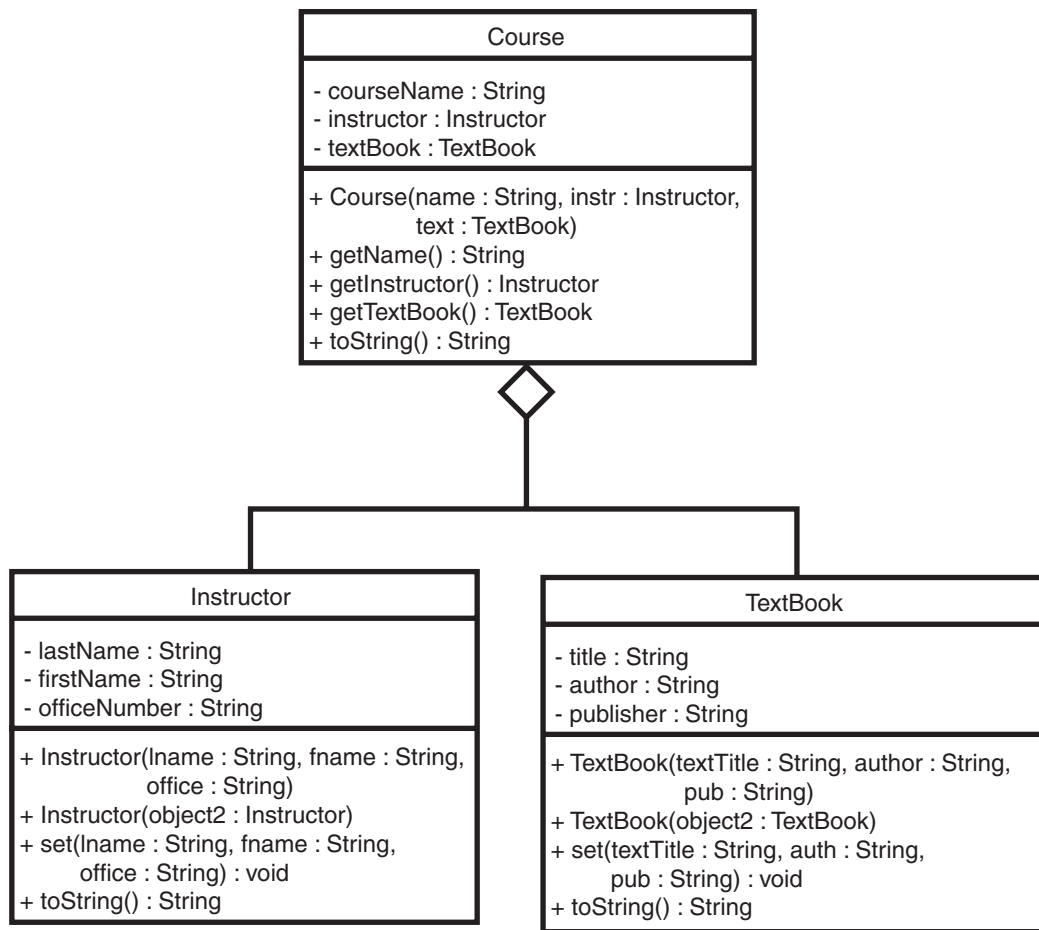 Course
- courseName : String
- instructor : Instructor
- textBook : TextBook
+ Course(name : String, instr : Instructor,
text : TextBook)
+ getName() : String
+ getInstructor() : Instructor
+ getTextBook() : TextBook
+ toString() : String
Instructor
- lastName : String
- firstName : String
- officeNumber : String
+ Instructor(lname : String, fname : String,
office : String)
+ Instructor(object2 : Instructor)
+ set(lname : String, fname : String,
office : String) : void
+ toString() : String
TextBook
- title : String
- author : String
- publisher : String
+ TextBook(textTitle : String, author : String,
pub : String)
+ TextBook(object2 : TextBook)
+ set(textTitle : String, auth : String,
pub : String) : void
+ toString() : String